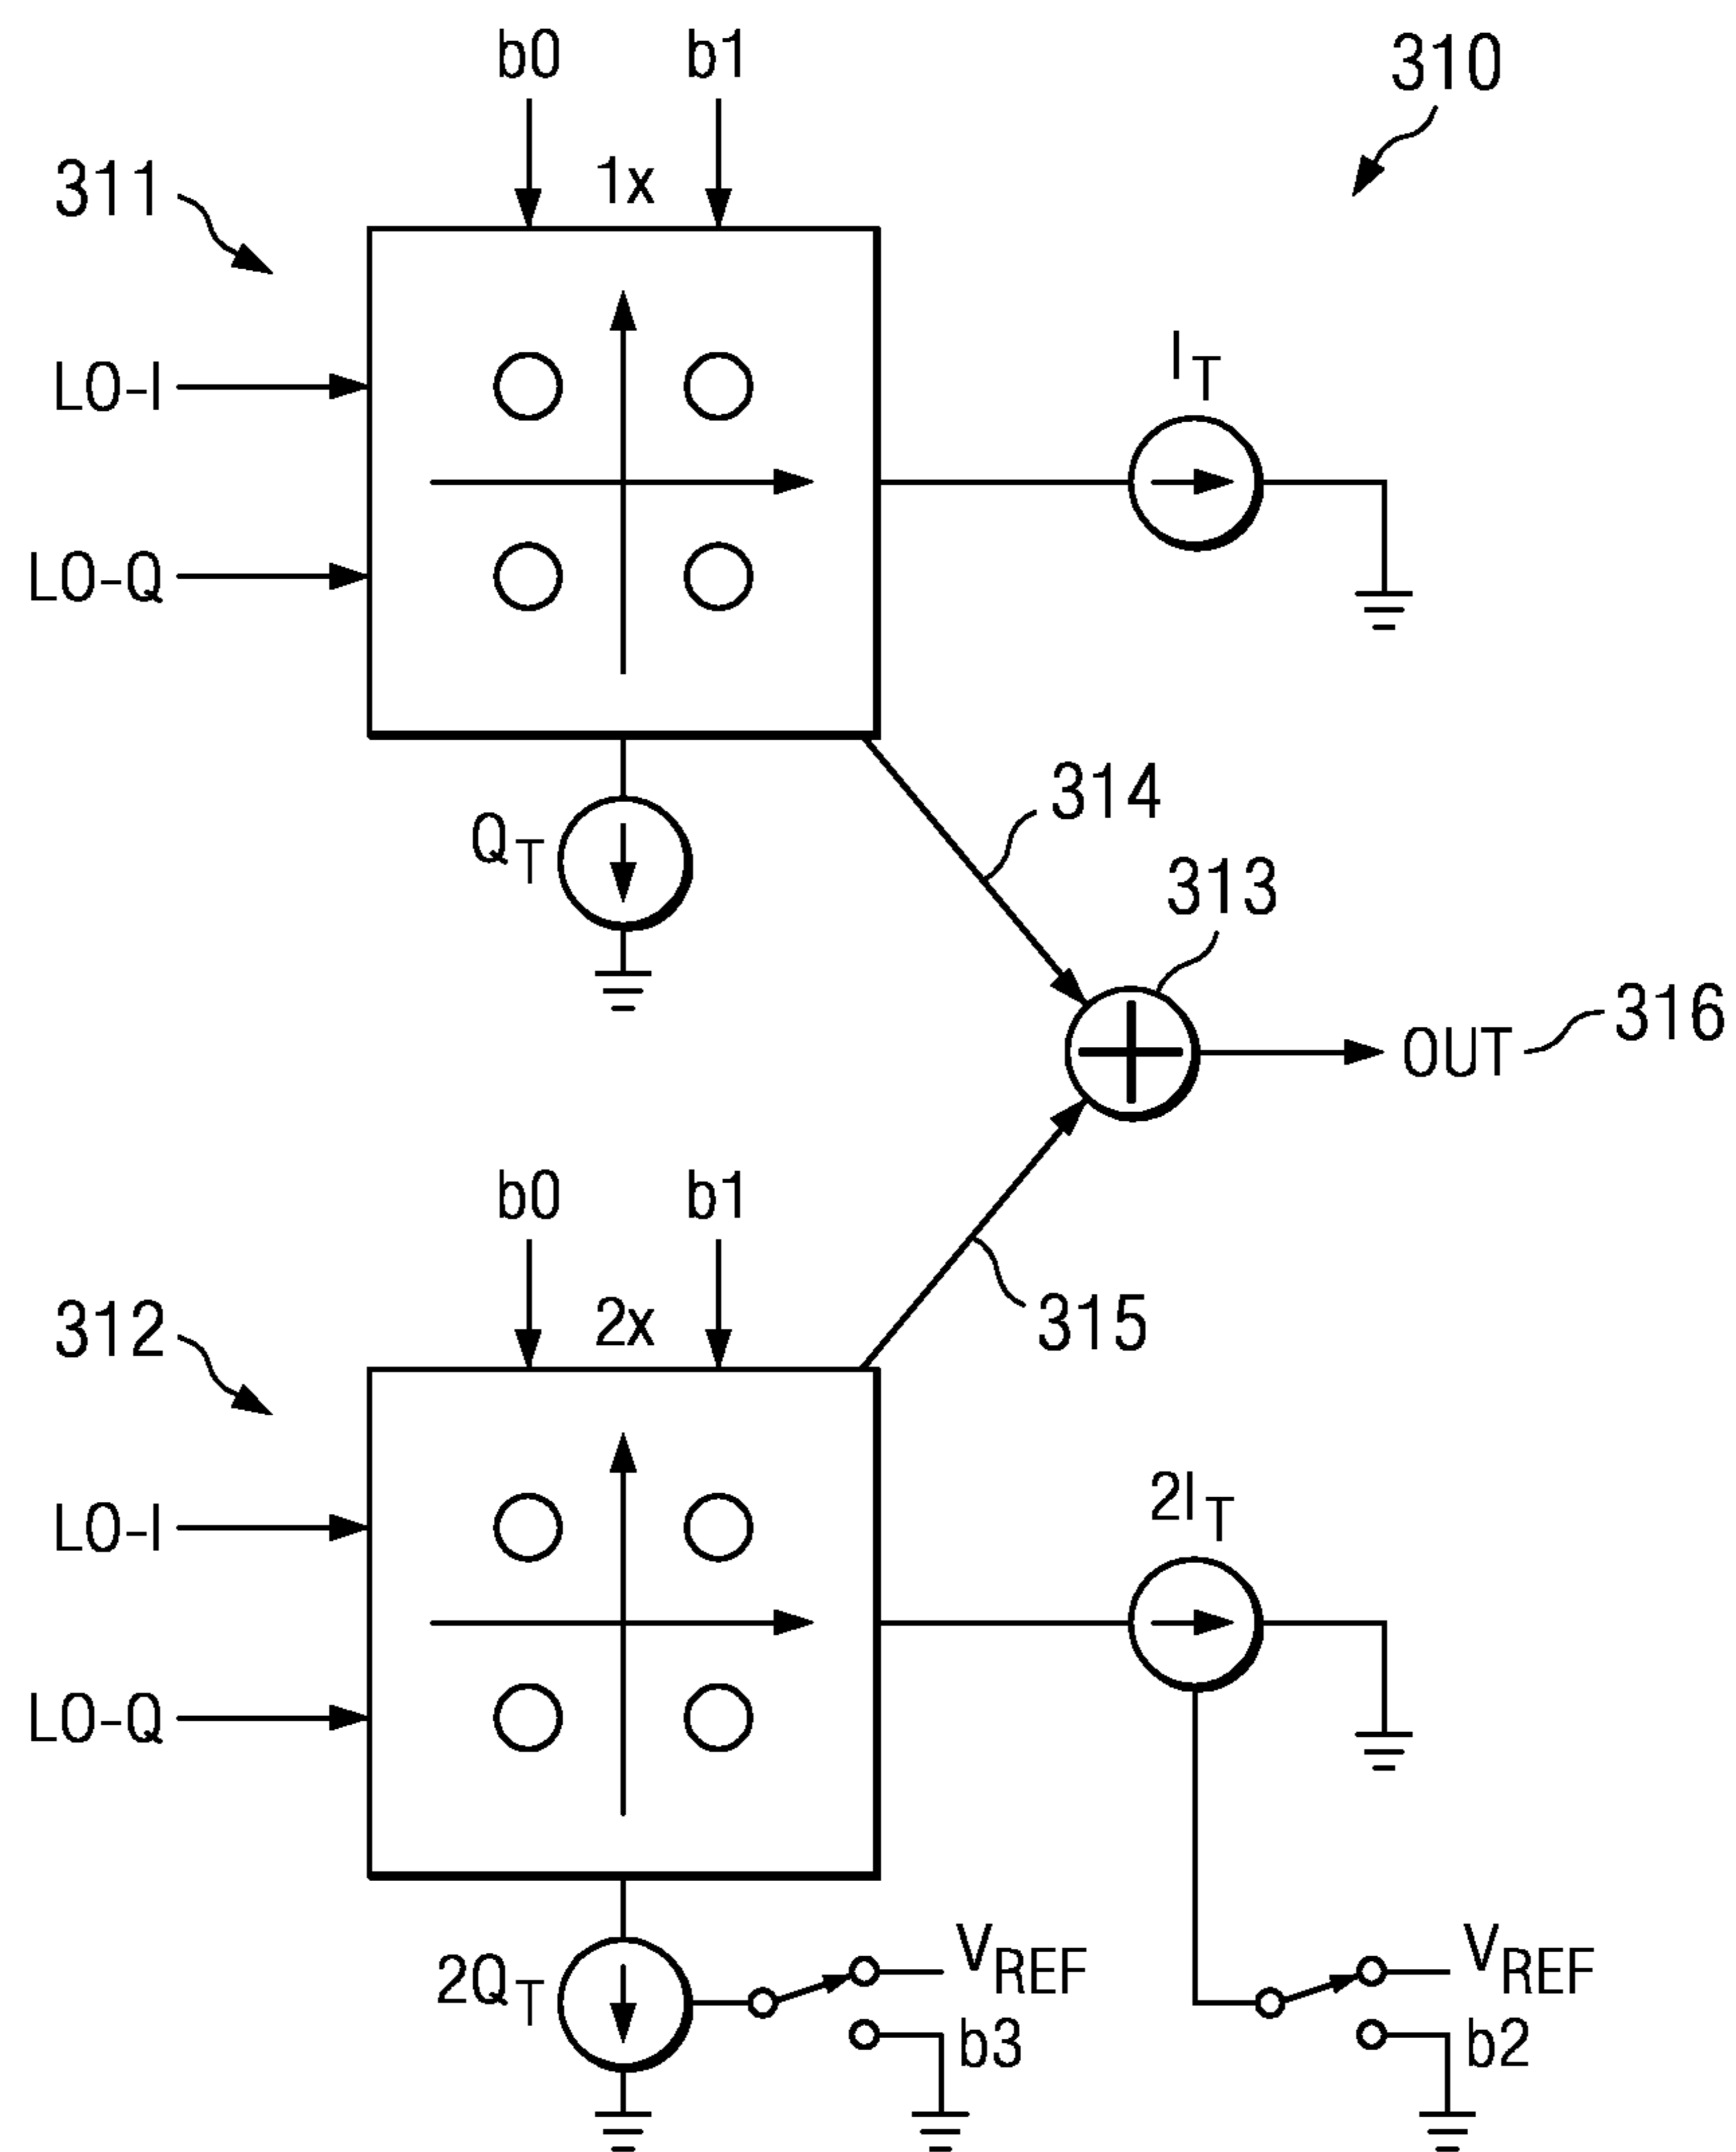 b0 b1 310
311 1x
LO-I
I_T
LO-Q
314
Q_T
313
OUT 316
b0 b1
315
312 2x
LO-I
2I_T
LO-Q
2Q_T V_REF V_REF
b3 b2